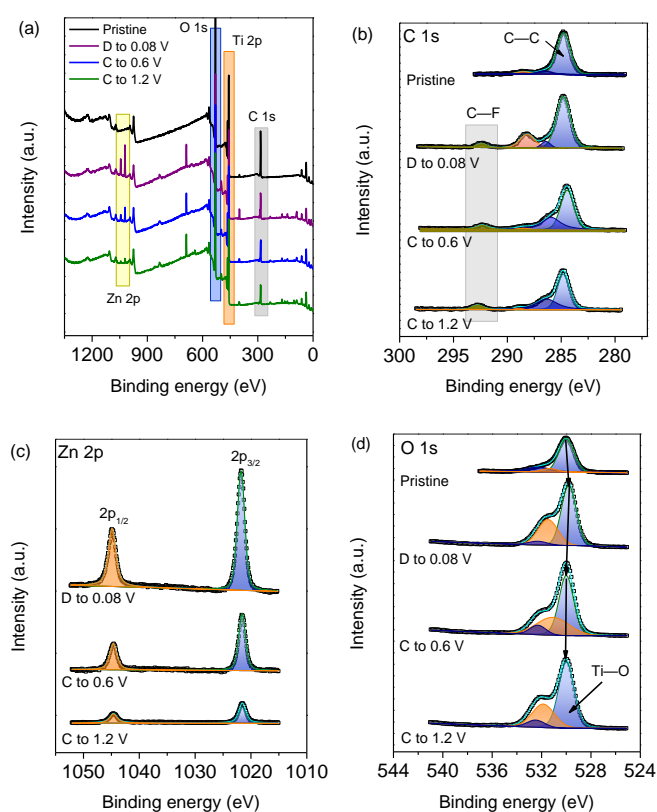 (a)
Pristine
D to 0.08 V
C to 0.6 V
C to 1.2 V
O 1s
Ti 2p
C 1s
Zn 2p
Intensity (a.u.)
1200 900 600 300 0
Binding energy (eV)
(b)
C 1s
C—C
Pristine
C—F
D to 0.08 V
C to 0.6 V
C to 1.2 V
Intensity (a.u.)
300 295 290 285 280
Binding energy (eV)
(c)
Zn 2p
2p3/2
2p1/2
D to 0.08 V
C to 0.6 V
C to 1.2 V
Intensity (a.u.)
1050 1040 1030 1020 1010
Binding energy (eV)
(d)
O 1s
Pristine
D to 0.08 V
C to 0.6 V
Ti—O
C to 1.2 V
Intensity (a.u.)
544 540 536 532 528 524
Binding energy (eV)